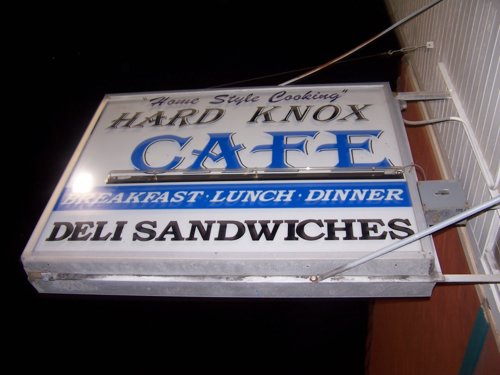 "Home Style Cooking"
HARD KNOX
CAFE
BREAKFAST · LUNCH · DINNER
DELI SANDWICHES